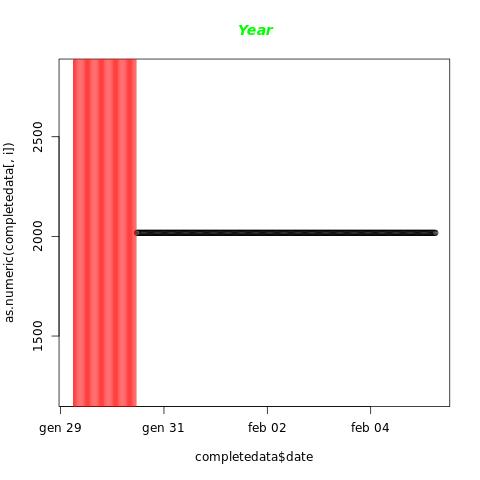 Year
as.numeric(completedata[, i])
2500
2000
1500
gen 29
gen 31
feb 02
feb 04
completedata$date